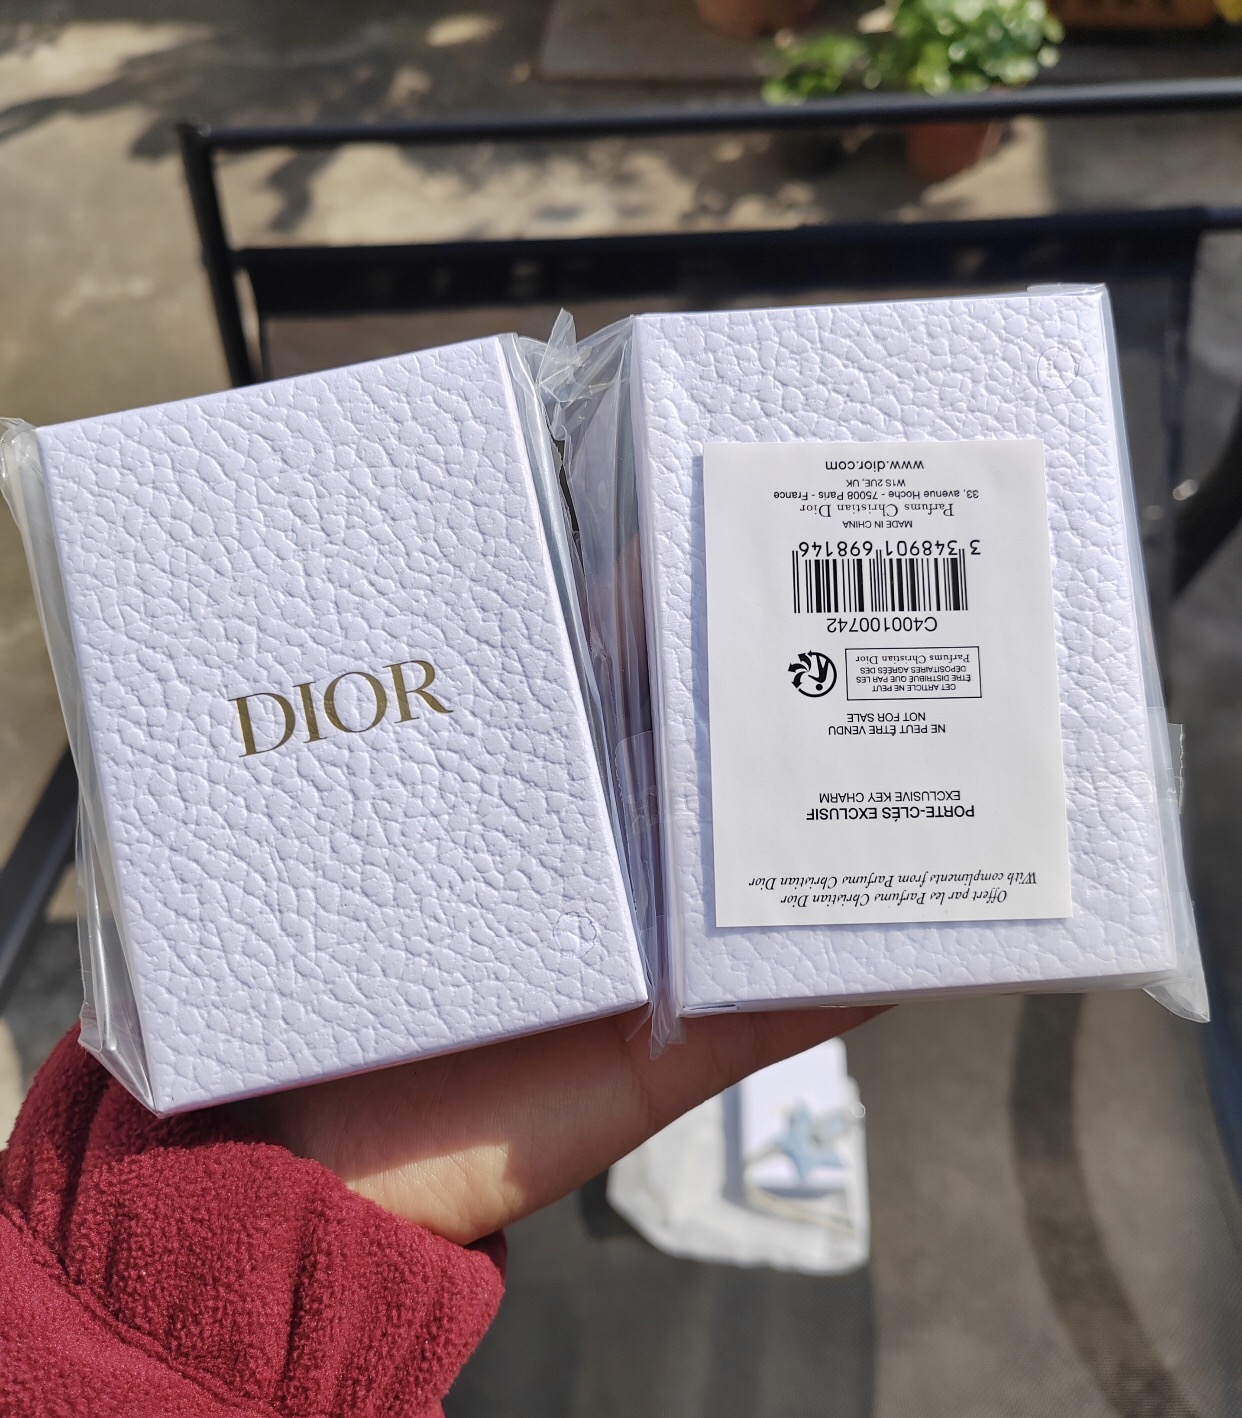 DIOR
Offert par les Parfums Christian Dior
With compliments from Parfums Christian Dior
PORTE-CLÉS EXCLUSIF
EXCLUSIVE KEY CHARM
NE PEUT ÊTRE VENDU
NOT FOR SALE
CET ARTICLE NE PEUT
ÊTRE DISTRIBUÉ QUE PAR LES
DÉPOSITAIRES AGRÉÉS DES
Parfums Christian Dior
C400100742
3 348901 698146
MADE IN CHINA
Parfums Christian Dior
33, avenue Hoche - 75008 Paris - France
W1S 2UE, UK
www.dior.com